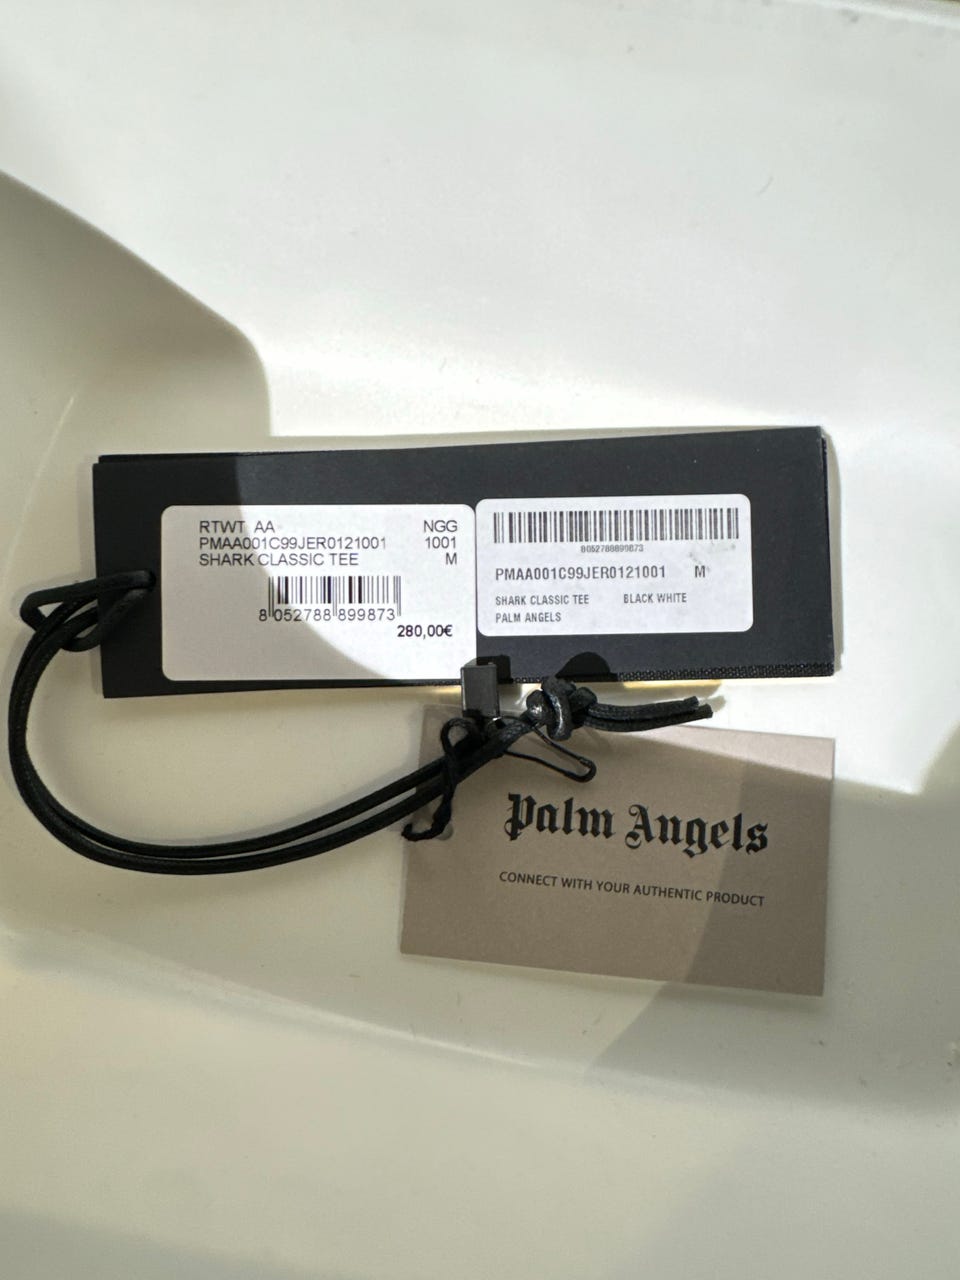 RTWT AA NGG
PMAA001C99JER0121001 1001
SHARK CLASSIC TEE M
8 052788 899873
280,00€
8052788899873
PMAA001C99JER0121001 M
SHARK CLASSIC TEE BLACK WHITE
PALM ANGELS
Palm Angels
CONNECT WITH YOUR AUTHENTIC PRODUCT